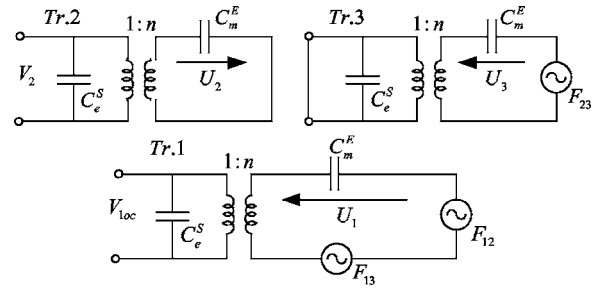 Tr.2
1:n
C_m^E
V_2
C_e^S
U_2
Tr.3
1:n
C_m^E
C_e^S
U_3
F_23
Tr.1
1:n
C_m^E
V_1oc
C_e^S
U_1
F_12
F_13